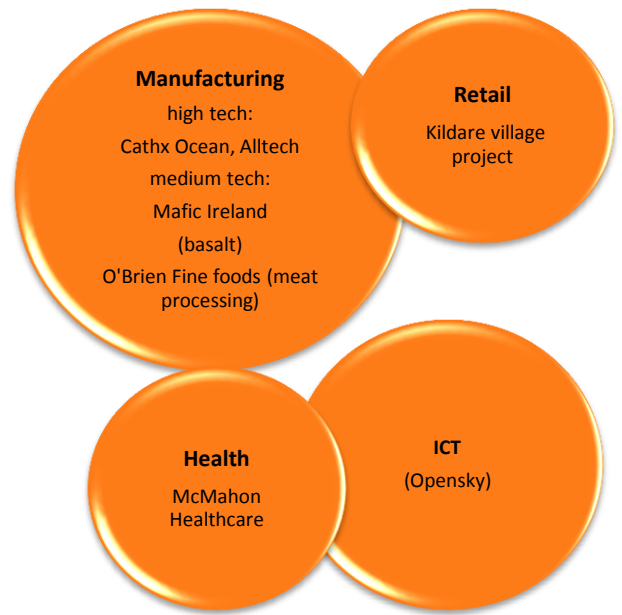 Manufacturing
high tech:
Cathx Ocean, Alltech
medium tech:
Mafic Ireland
(basalt)
O'Brien Fine foods (meat
processing)
Retail
Kildare village
project
Health
McMahon
Healthcare
ICT
(Opensky)